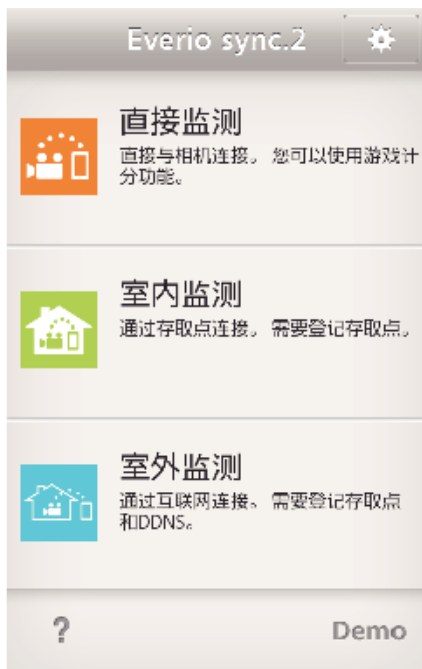 Everio sync.2
直接监测
直接与相机连接。 您可以使用游戏计
分功能。
室内监测
通过存取点连接。 需要登记存取点。
室外监测
通过互联网连接。 需要登记存取点
和DDNS。
?
Demo